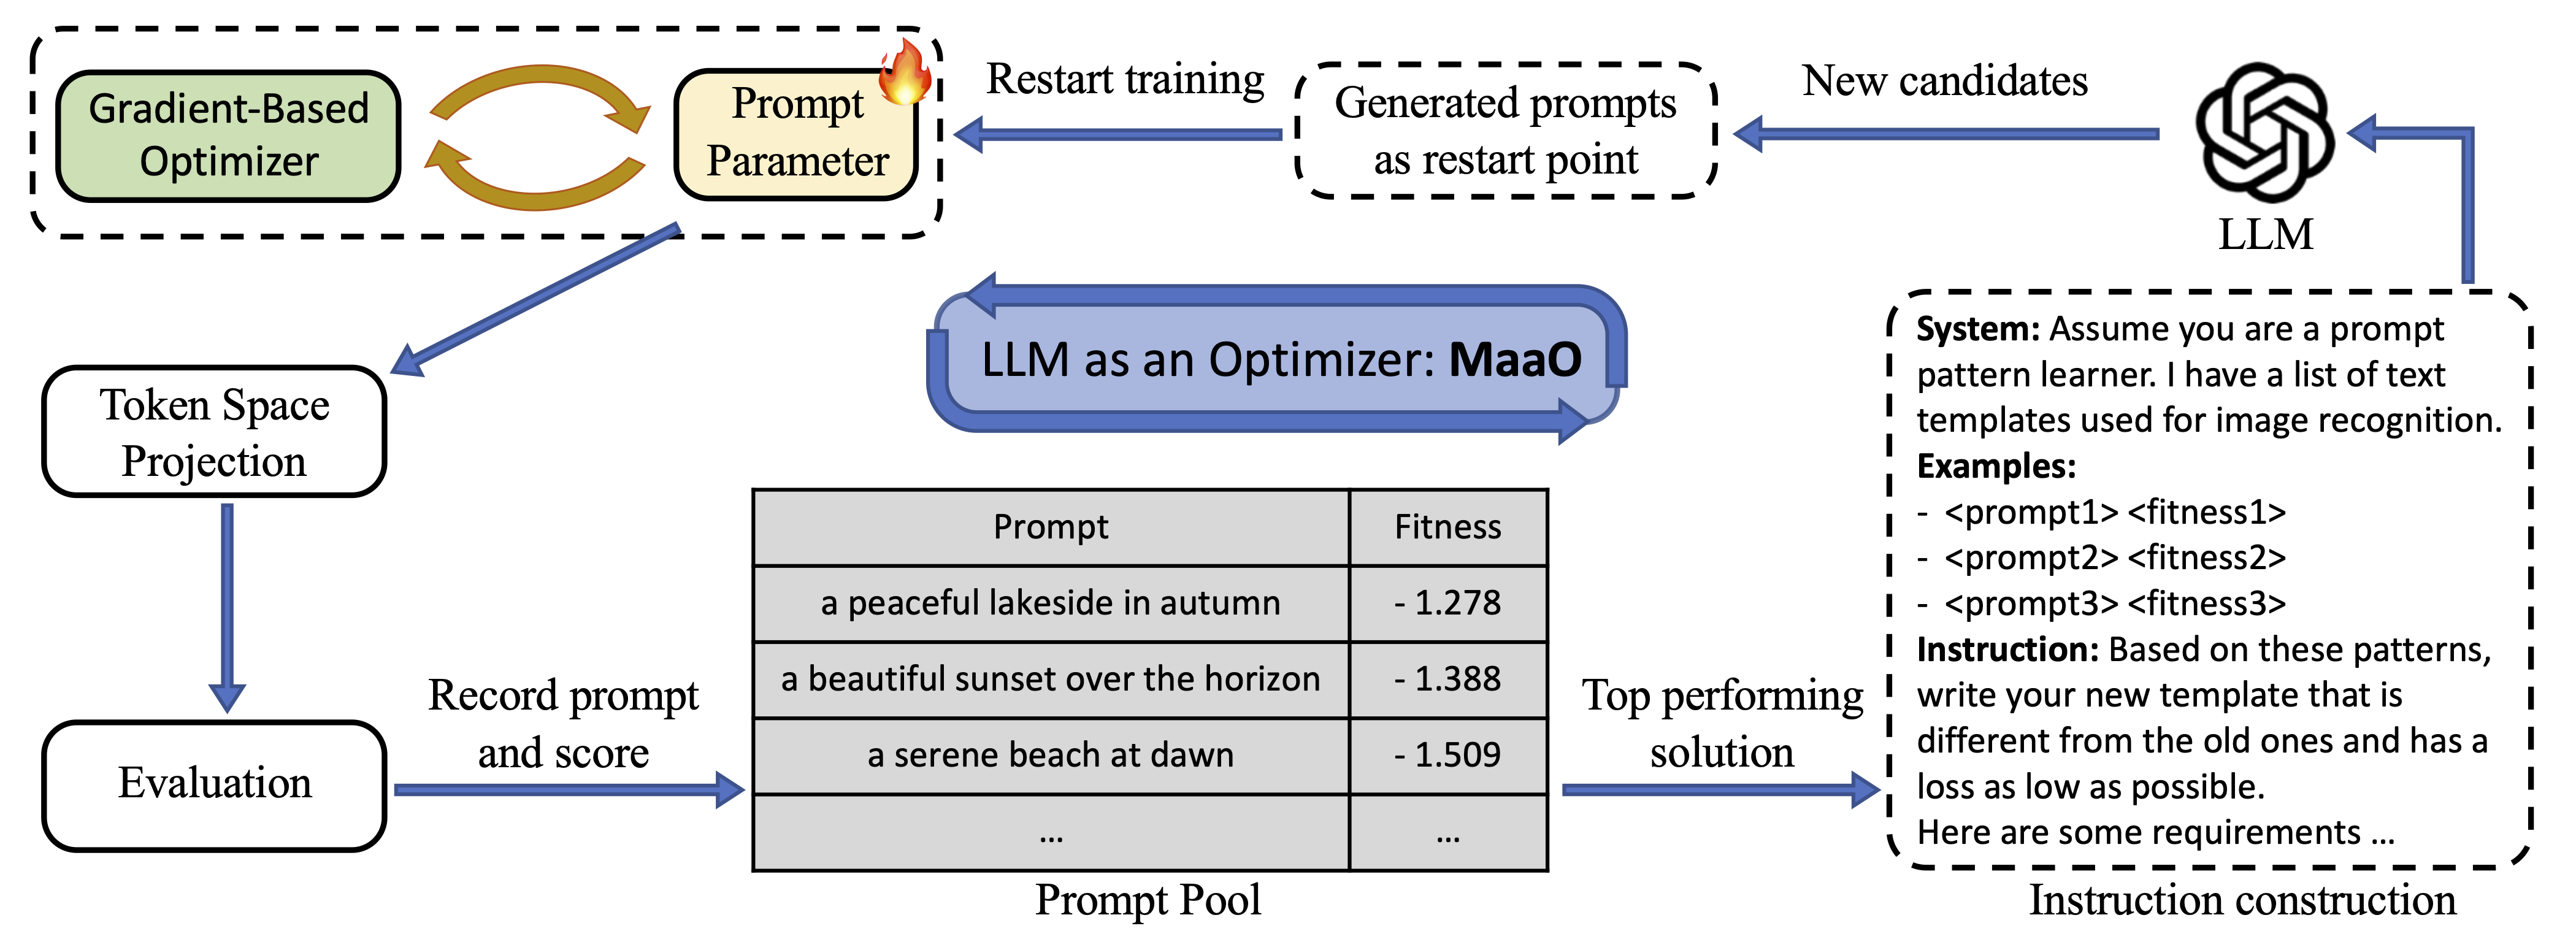 Gradient-Based
Optimizer
Prompt
Parameter
Restart training
Generated prompts
as restart point
New candidates
LLM
LLM as an Optimizer: MaaO
Token Space
Projection
Evaluation
Record prompt
and score
Prompt Fitness
a peaceful lakeside in autumn - 1.278
a beautiful sunset over the horizon - 1.388
a serene beach at dawn - 1.509
... ...
Prompt Pool
Top performing
solution
System: Assume you are a prompt
pattern learner. I have a list of text
templates used for image recognition.
Examples:
- <prompt1> <fitness1>
- <prompt2> <fitness2>
- <prompt3> <fitness3>
Instruction: Based on these patterns,
write your new template that is
different from the old ones and has a
loss as low as possible.
Here are some requirements ...
Instruction construction